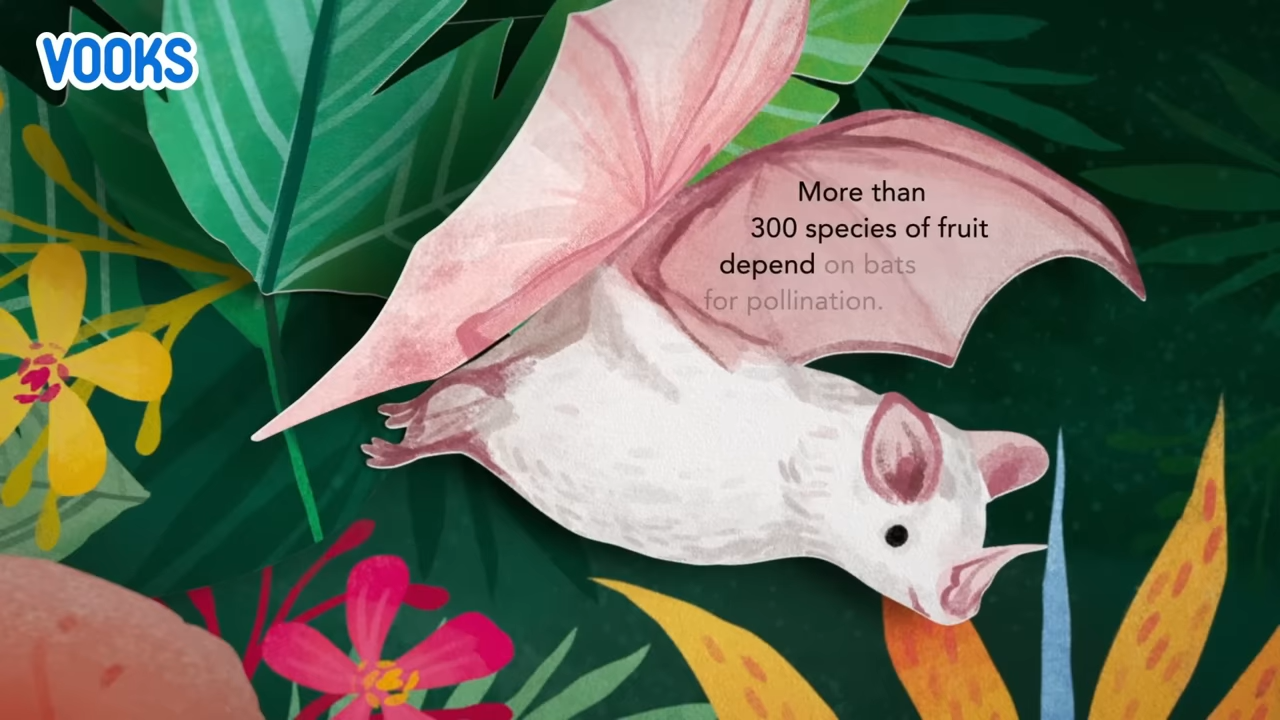 VOOKS
More than
300 species of fruit
depend on bats
for pollination.